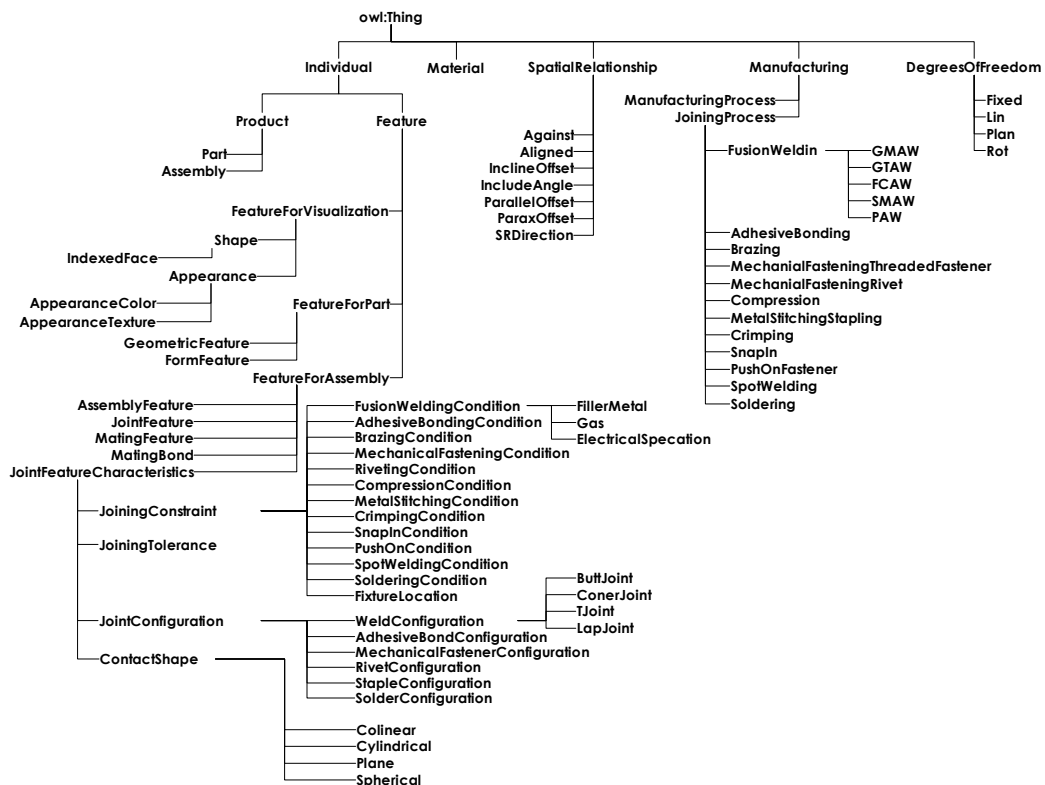 owl:Thing
Individual
Material
SpatialRelationship
Manufacturing
DegreesOfFreedom
Product
Feature
Part
Assembly
FeatureForVisualization
Shape
IndexedFace
Appearance
AppearanceColor
AppearanceTexture
FeatureForPart
GeometricFeature
FormFeature
FeatureForAssembly
AssemblyFeature
JointFeature
MatingFeature
MatingBond
JointFeatureCharacteristics
JoiningConstraint
FusionWeldingCondition
FillerMetal
Gas
ElectricalSpecation
AdhesiveBondingCondition
BrazingCondition
MechanicalFasteningCondition
RivetingCondition
CompressionCondition
MetalStitchingCondition
CrimpingCondition
SnapInCondition
PushOnCondition
SpotWeldingCondition
SolderingCondition
FixtureLocation
JoiningTolerance
JointConfiguration
WeldConfiguration
ButtJoint
ConerJoint
TJoint
LapJoint
AdhesiveBondConfiguration
MechanicalFastenerConfiguration
RivetConfiguration
StapleConfiguration
SolderConfiguration
ContactShape
Colinear
Cylindrical
Plane
Spherical
Against
Aligned
InclineOffset
IncludeAngle
ParallelOffset
ParaxOffset
SRDirection
ManufacturingProcess
JoiningProcess
FusionWeldin
GMAW
GTAW
FCAW
SMAW
PAW
AdhesiveBonding
Brazing
MechanialFasteningThreadedFastener
MechanialFasteningRivet
Compression
MetalStitchingStapling
Crimping
SnapIn
PushOnFastener
SpotWelding
Soldering
Fixed
Lin
Plan
Rot